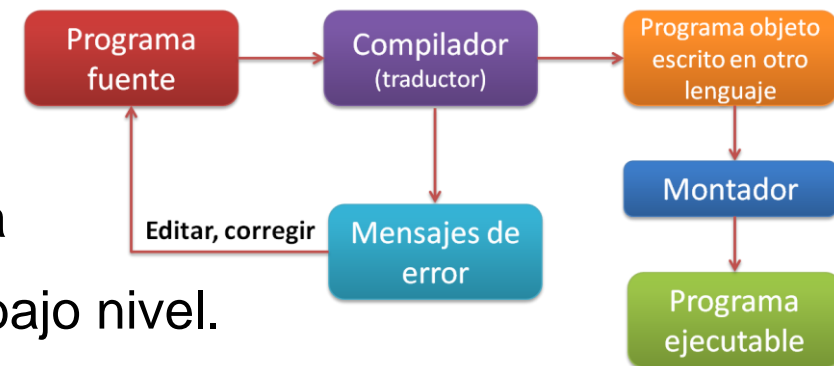 Programa
fuente
Compilador
(traductor)
Programa objeto
escrito en otro
lenguaje
Montador
Editar, corregir
Mensajes de
error
bajo nivel.
Programa
ejecutable